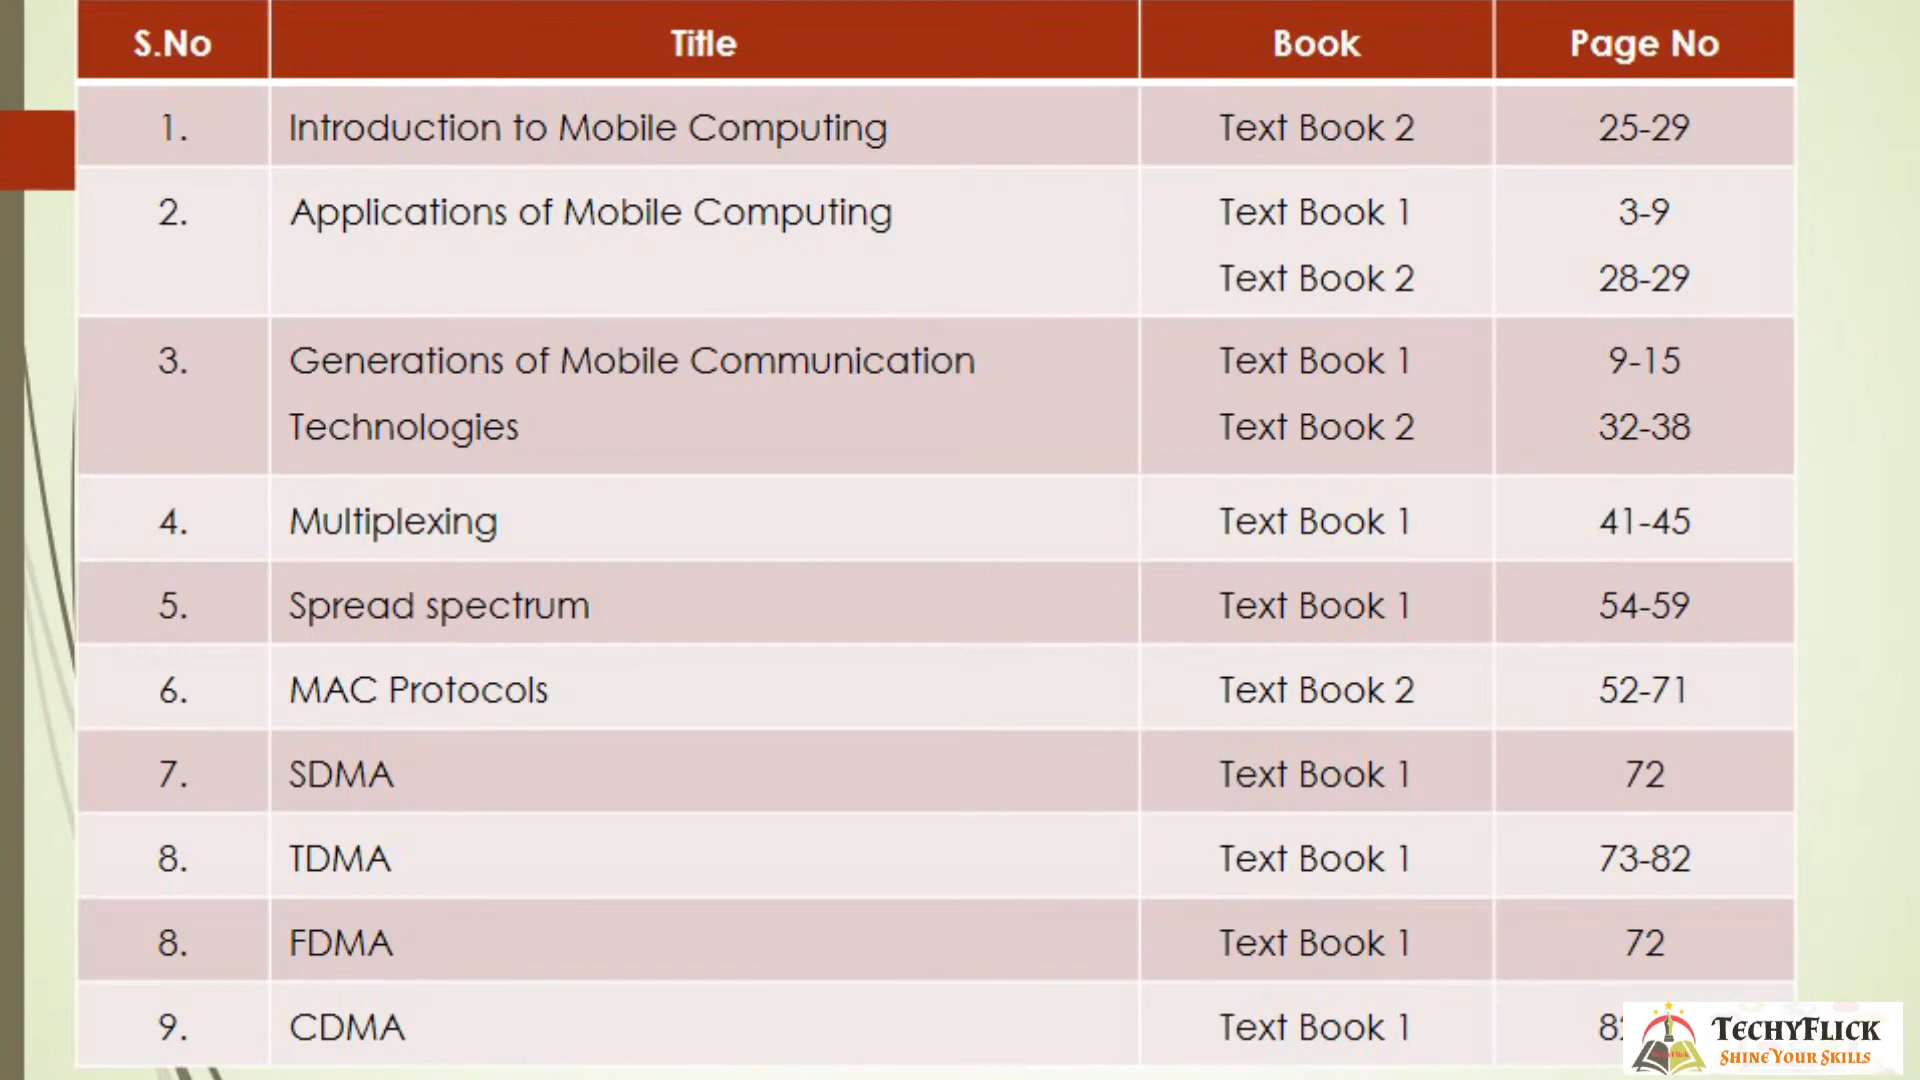 S.No Title Book Page No
1. Introduction to Mobile Computing Text Book 2 25-29
2. Applications of Mobile Computing Text Book 1 3-9
Text Book 2 28-29
3. Generations of Mobile Communication Text Book 1 9-15
Technologies Text Book 2 32-38
4. Multiplexing Text Book 1 41-45
5. Spread spectrum Text Book 1 54-59
6. MAC Protocols Text Book 2 52-71
7. SDMA Text Book 1 72
8. TDMA Text Book 1 73-82
8. FDMA Text Book 1 72
9. CDMA Text Book 1
TECHYFLICK
SHINE YOUR SKILLS